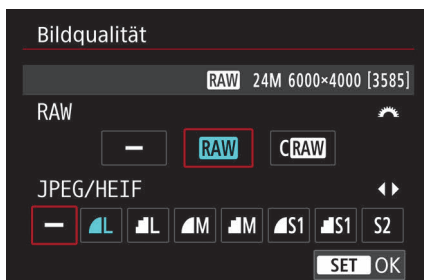 Bildqualität
RAW 24M 6000×4000 [3585]
RAW
RAW CRAW
JPEG/HEIF
L L M M S1 S1 S2
SET OK